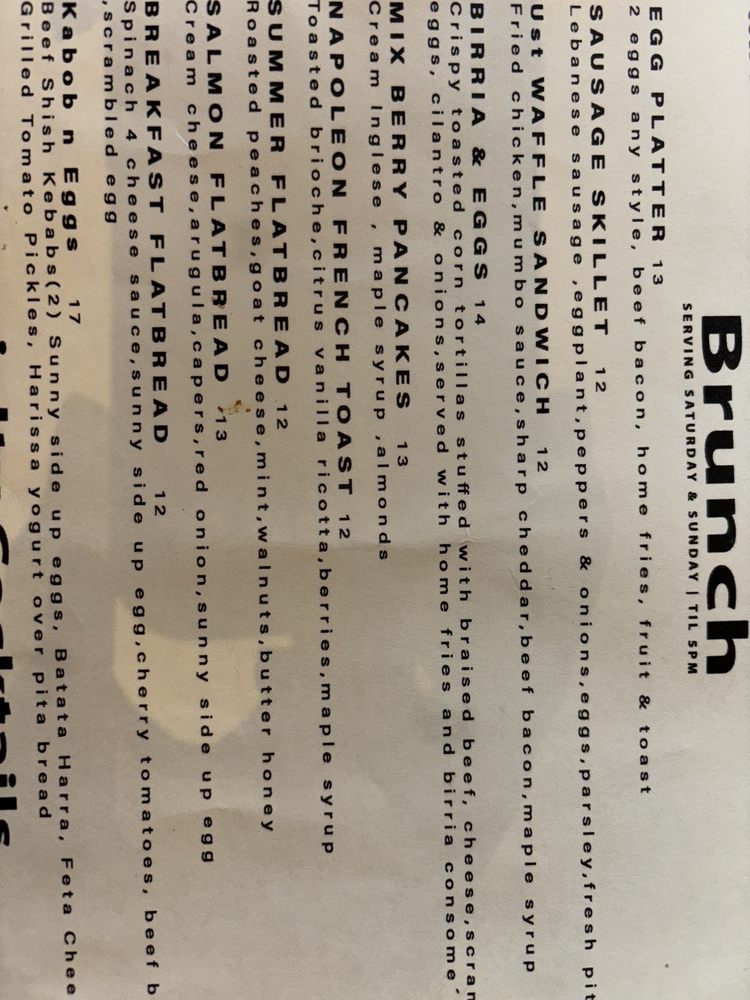 Brunch
SERVING SATURDAY & SUNDAY | TIL 5PM
EGG PLATTER 13
2 eggs any style, beef bacon, home fries, fruit & toast
SAUSAGE SKILLET 12
Lebanese sausage ,eggplant,peppers & onions,eggs,parsley,fresh pit
Ust WAFFLE SANDWICH 12
Fried chicken,mumbo sauce,sharp cheddar,beef bacon,maple syrup
BIRRIA & EGGS 14
Crispy toasted corn tortillas stuffed with braised beef, cheese,scran
eggs, cilantro & onions,served with home fries and birria consome
MIX BERRY PANCAKES 13
Cream Inglese , maple syrup ,almonds
NAPOLEON FRENCH TOAST 12
Toasted brioche,citrus vanilla ricotta,berries,maple syrup
SUMMER FLATBREAD 12
Roasted peaches,goat cheese,mint,walnuts,butter honey
SALMON FLATBREAD 13
Cream cheese,arugula,capers,red onion,sunny side up egg
BREAKFAST FLATBREAD 12
Spinach 4 cheese sauce,sunny side up egg,cherry tomatoes, beef b
,scrambled egg
Kabob n Eggs 17
Beef Shish Kebabs(2) Sunny side up eggs, Batata Harra, Feta Chee
Grilled Tomato Pickles, Harissa yogurt over pita bread
Cocktails